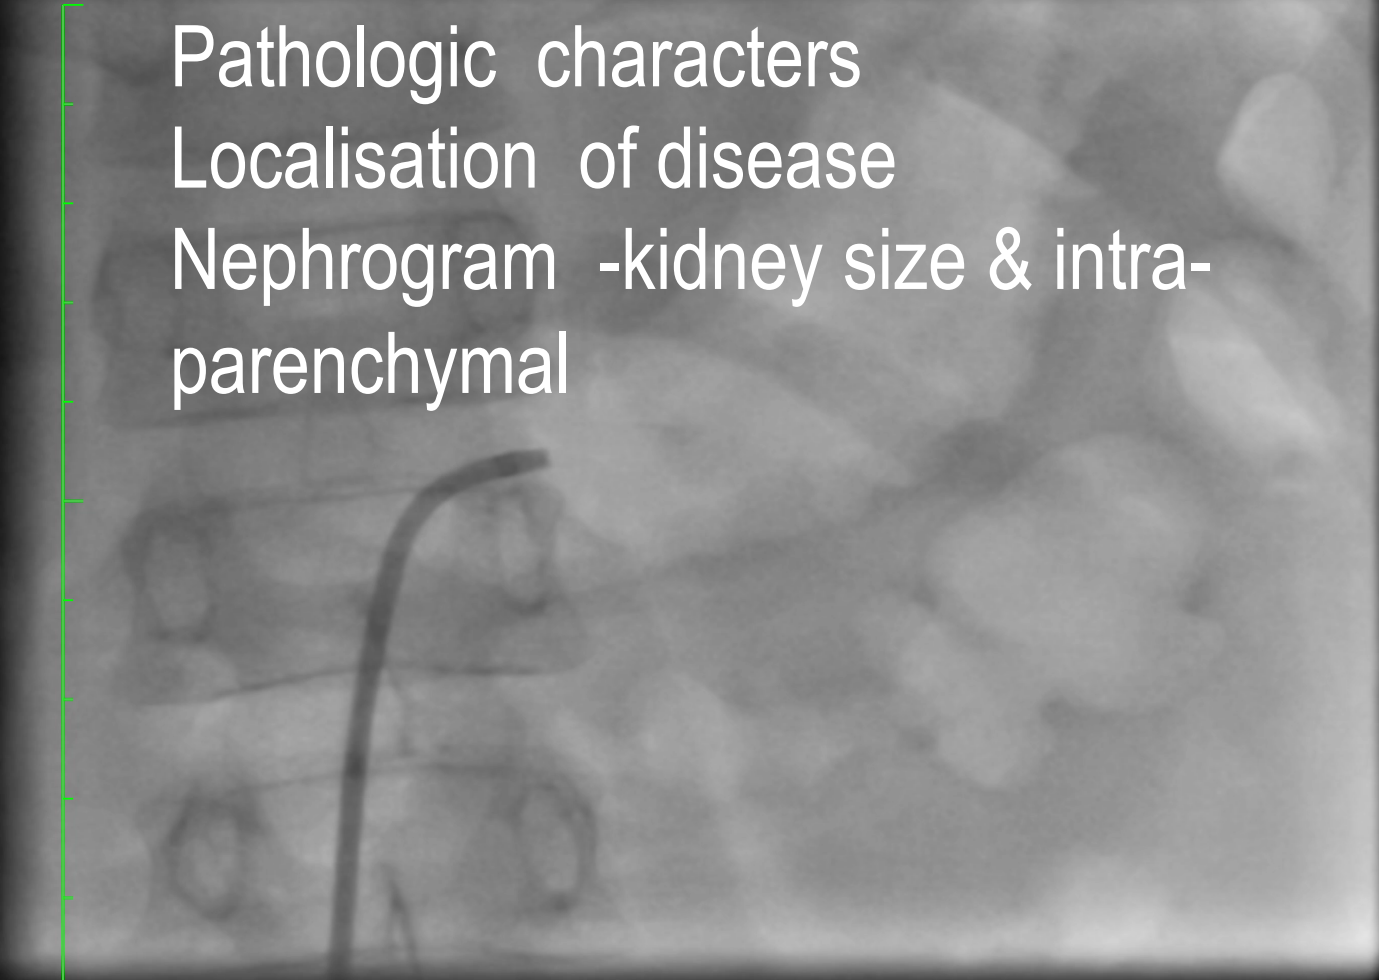 Pathologic characters
Localisation of disease
Nephrogram -kidney size & intra-
parenchymal